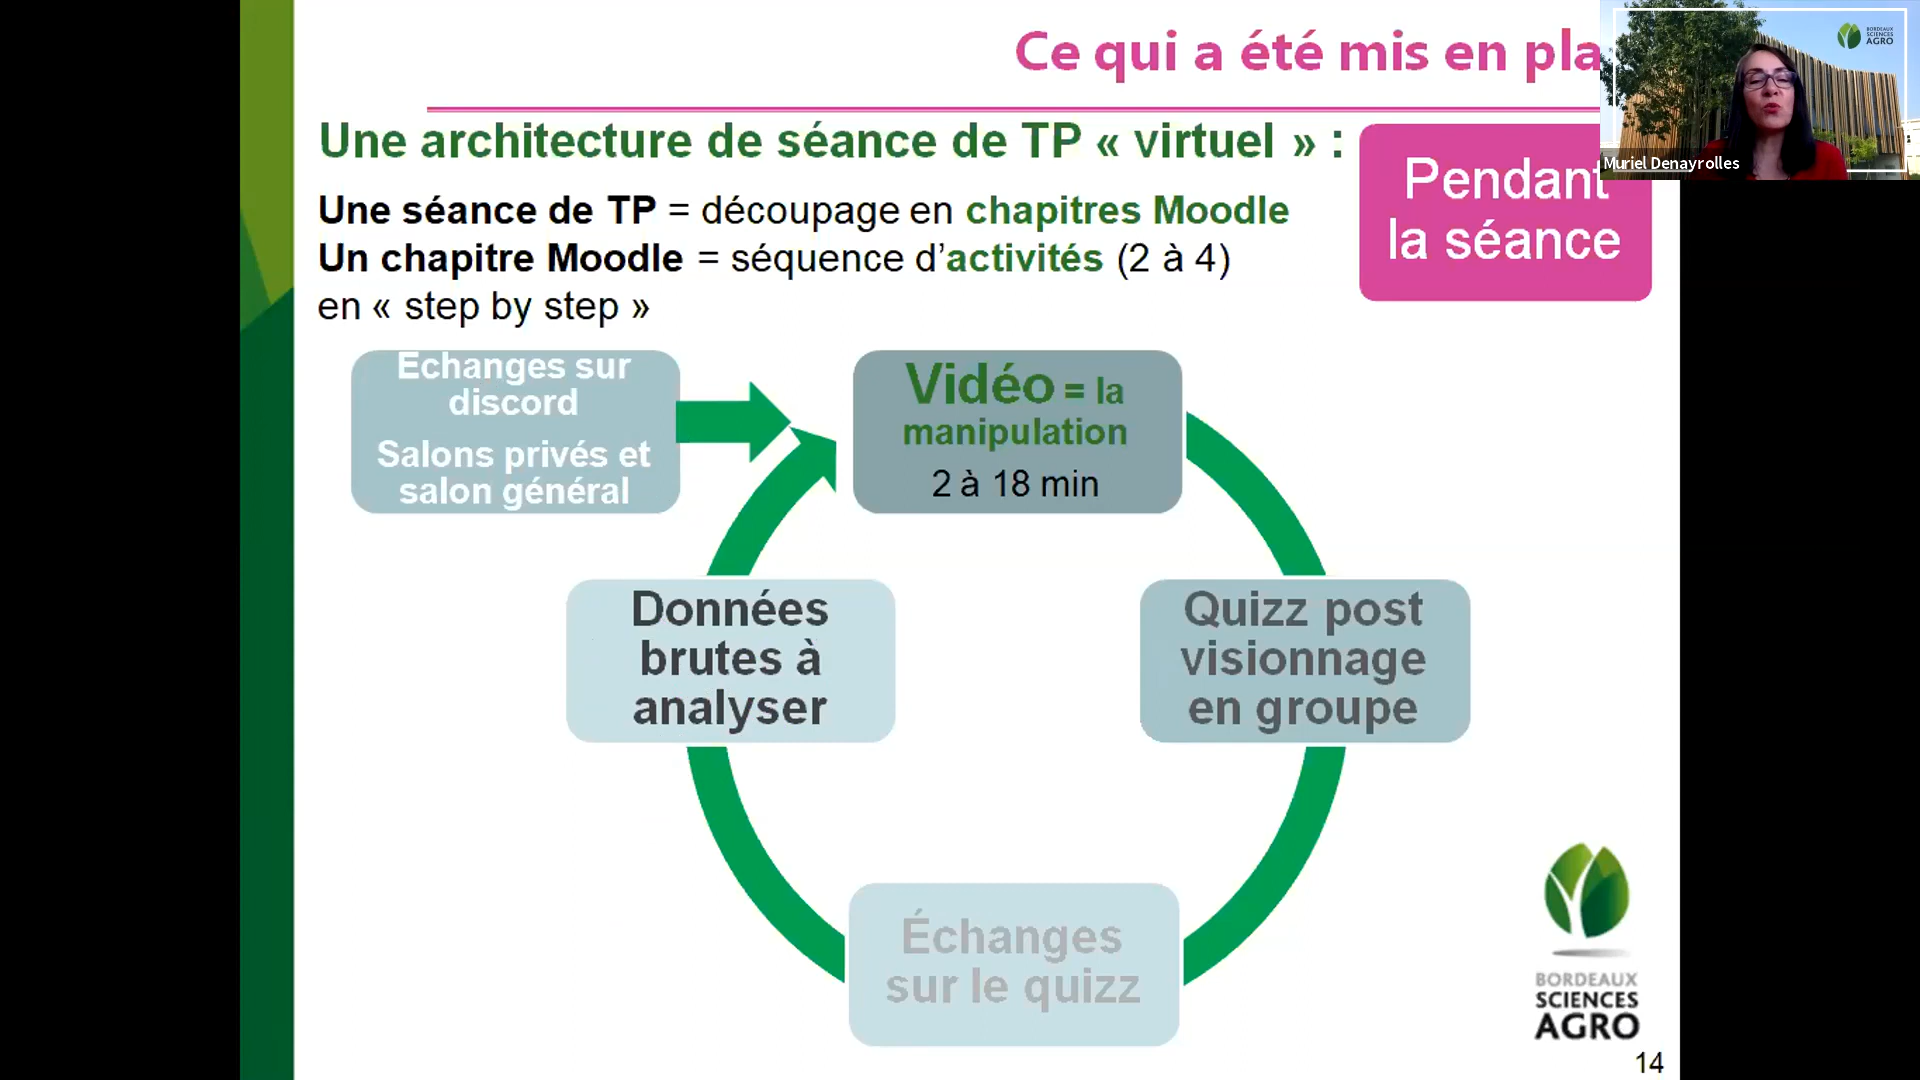 Ce qui a été mis en pla
BORDEAUX
SCIENCES
AGRO
Muriel Denayrolles
Une architecture de séance de TP « virtuel » :
Pendant
la séance
Une séance de TP = découpage en chapitres Moodle
Un chapitre Moodle = séquence d’activités (2 à 4)
en « step by step »
Echanges sur
discord
Salons privés et
salon général
Vidéo = la
manipulation
2 à 18 min
Données
brutes à
analyser
Quizz post
visionnage
en groupe
Échanges
sur le quizz
BORDEAUX
SCIENCES
AGRO
14